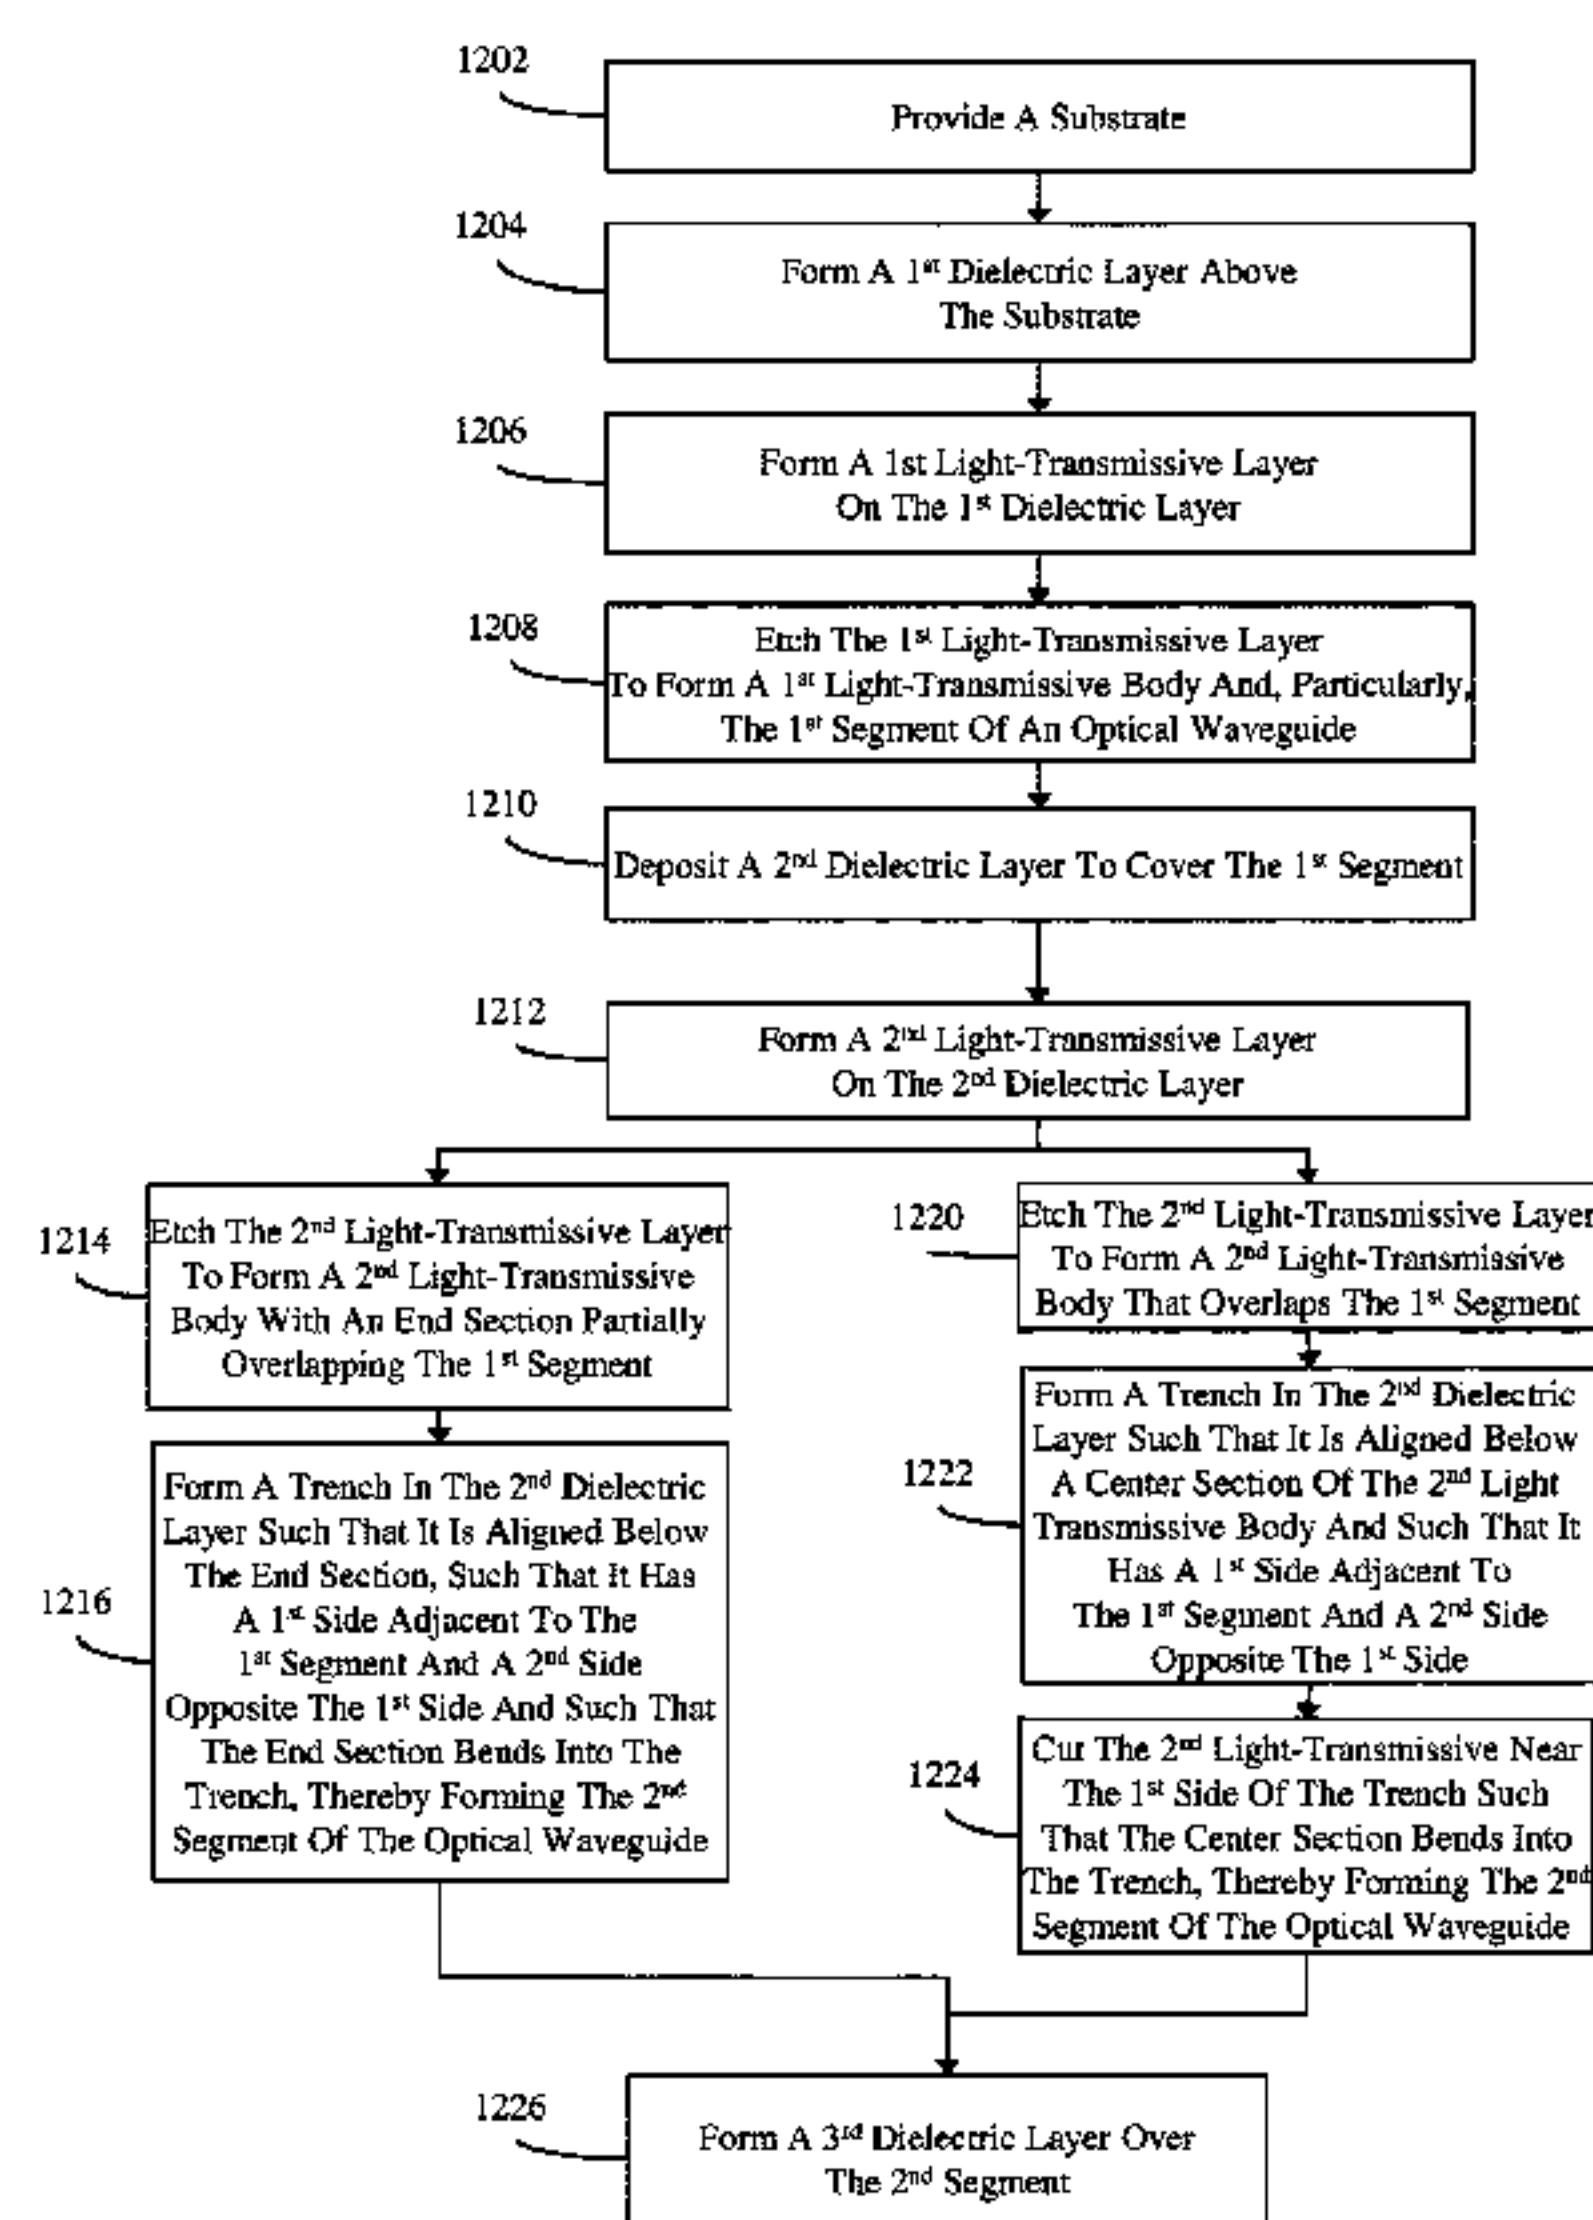 1202
Provide A Substrate
1204
Form A 1st Dielectric Layer Above
The Substrate
1206
Form A 1st Light-Transmissive Layer
On The 1st Dielectric Layer
1208
Etch The 1st Light-Transmissive Layer
To Form A 1st Light-Transmissive Body And, Particularly,
The 1st Segment Of An Optical Waveguide
1210
Deposit A 2nd Dielectric Layer To Cover The 1st Segment
1212
Form A 2nd Light-Transmissive Layer
On The 2nd Dielectric Layer
1214
Etch The 2nd Light-Transmissive Layer
To Form A 2nd Light-Transmissive
Body With An End Section Partially
Overlapping The 1st Segment
1216
Form A Trench In The 2nd Dielectric
Layer Such That It Is Aligned Below
The End Section, Such That It Has
A 1st Side Adjacent To The
1st Segment And A 2nd Side
Opposite The 1st Side And Such That
The End Section Bends Into The
Trench, Thereby Forming The 2nd
Segment Of The Optical Waveguide
1220
Etch The 2nd Light-Transmissive Layer
To Form A 2nd Light-Transmissive
Body That Overlaps The 1st Segment
1222
Form A Trench In The 2nd Dielectric
Layer Such That It Is Aligned Below
A Center Section Of The 2nd Light
Transmissive Body And Such That It
Has A 1st Side Adjacent To
The 1st Segment And A 2nd Side
Opposite The 1st Side
1224
Cut The 2nd Light-Transmissive Near
The 1st Side Of The Trench Such
That The Center Section Bends Into
The Trench, Thereby Forming The 2nd
Segment Of The Optical Waveguide
1226
Form A 3rd Dielectric Layer Over
The 2nd Segment